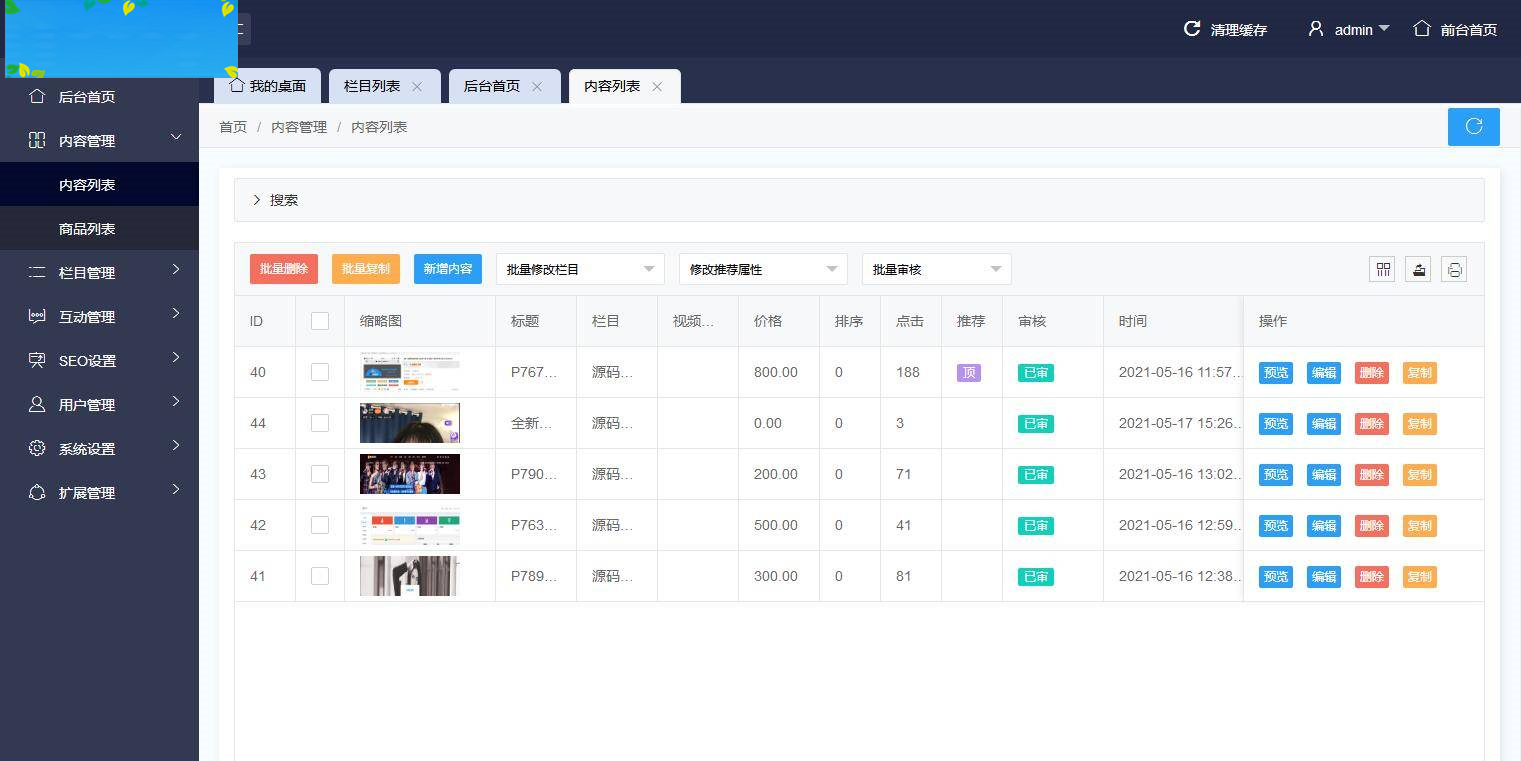 清理缓存 admin 前台首页
我的桌面 栏目列表 后台首页 内容列表
后台首页
内容管理
内容列表
商品列表
栏目管理
互动管理
SEO设置
用户管理
系统设置
扩展管理
首页 / 内容管理 / 内容列表
搜索
批量删除 批量复制 新增内容 批量修改栏目 修改推荐属性 批量审核
ID 缩略图 标题 栏目 视频... 价格 排序 点击 推荐 审核 时间 操作
40 P767... 源码... 800.00 0 188 顶 已审 2021-05-16 11:57... 预览 编辑 删除 复制
44 全新... 源码... 0.00 0 3 已审 2021-05-17 15:26... 预览 编辑 删除 复制
43 P790... 源码... 200.00 0 71 已审 2021-05-16 13:02... 预览 编辑 删除 复制
42 P763... 源码... 500.00 0 41 已审 2021-05-16 12:59... 预览 编辑 删除 复制
41 P789... 源码... 300.00 0 81 已审 2021-05-16 12:38... 预览 编辑 删除 复制